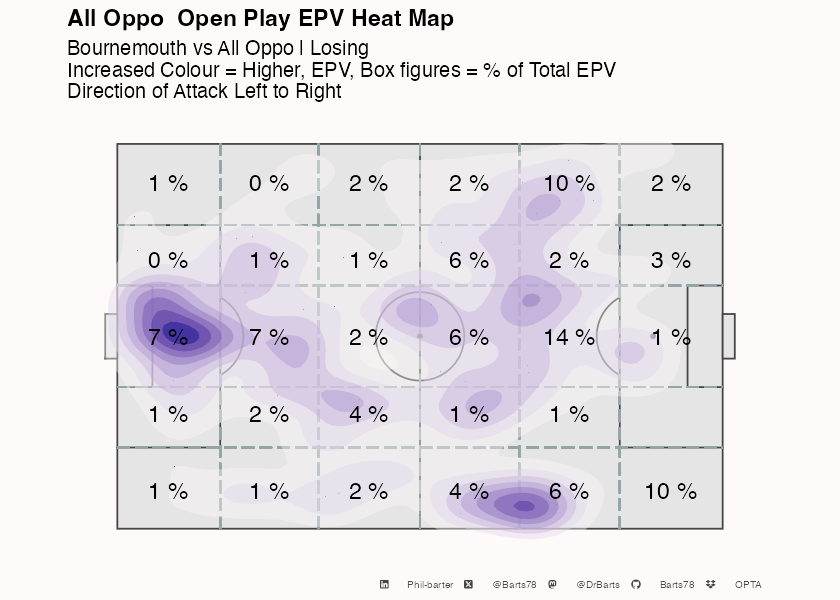 All Oppo  Open Play EPV Heat Map
Bournemouth vs All Oppo | Losing
Increased Colour = Higher, EPV, Box figures = % of Total EPV
Direction of Attack Left to Right
1 % 0 % 2 % 2 % 10 % 2 %
0 % 1 % 1 % 6 % 2 % 3 %
7 % 7 % 2 % 6 % 14 % 1 %
1 % 2 % 4 % 1 % 1 %
1 % 1 % 2 % 4 % 6 % 10 %
Phil-barter @Barts78 @DrBarts Barts78 OPTA